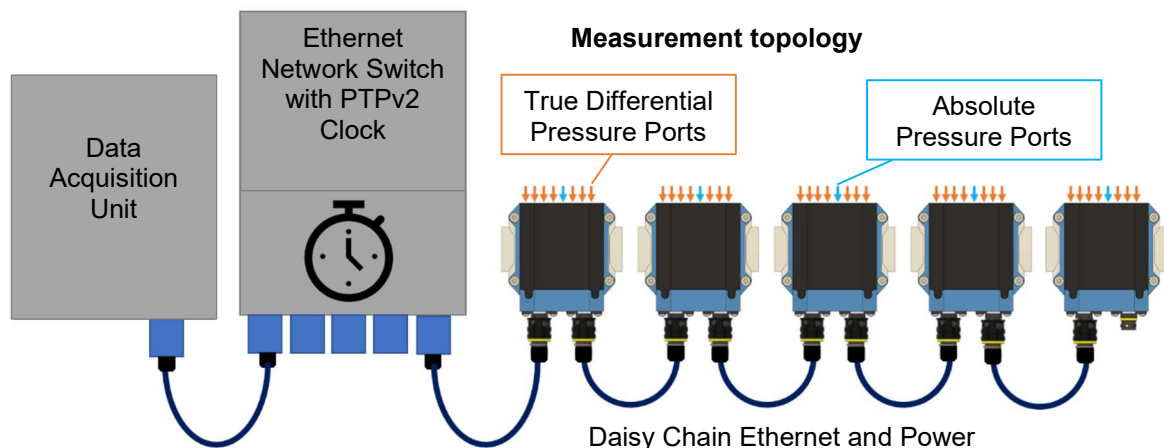 Measurement topology
Data
Acquisition
Unit
Ethernet
Network Switch
with PTPv2
Clock
True Differential
Pressure Ports
Absolute
Pressure Ports
Daisy Chain Ethernet and Power